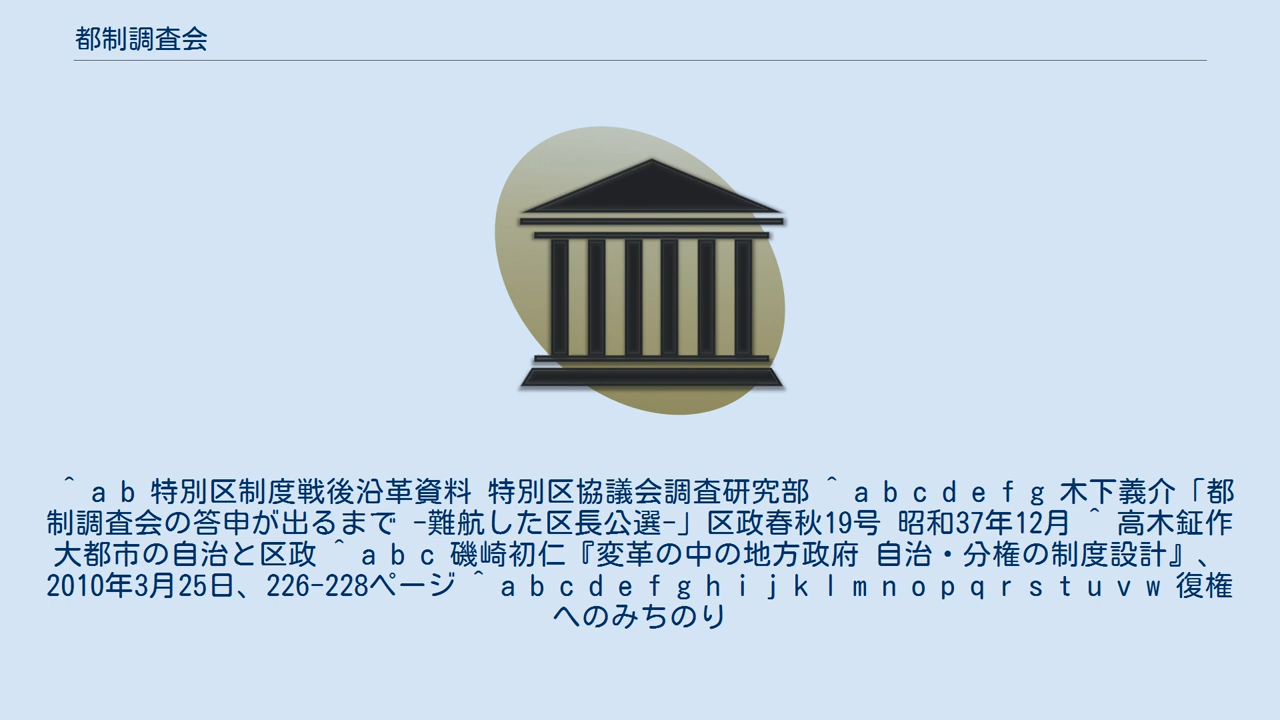 都制調査会
^ a b 特別区制度戦後沿革資料 特別区協議会調査研究部 ^ a b c d e f g 木下義介「都
制調査会の答申が出るまで -難航した区長公選-」区政春秋19号 昭和37年12月 ^ 高木鉦作
大都市の自治と区政 ^ a b c 磯崎初仁『変革の中の地方政府 自治・分権の制度設計』、
2010年3月25日、226-228ページ ^ a b c d e f g h i j k l m n o p q r s t u v w 復権
へのみちのり